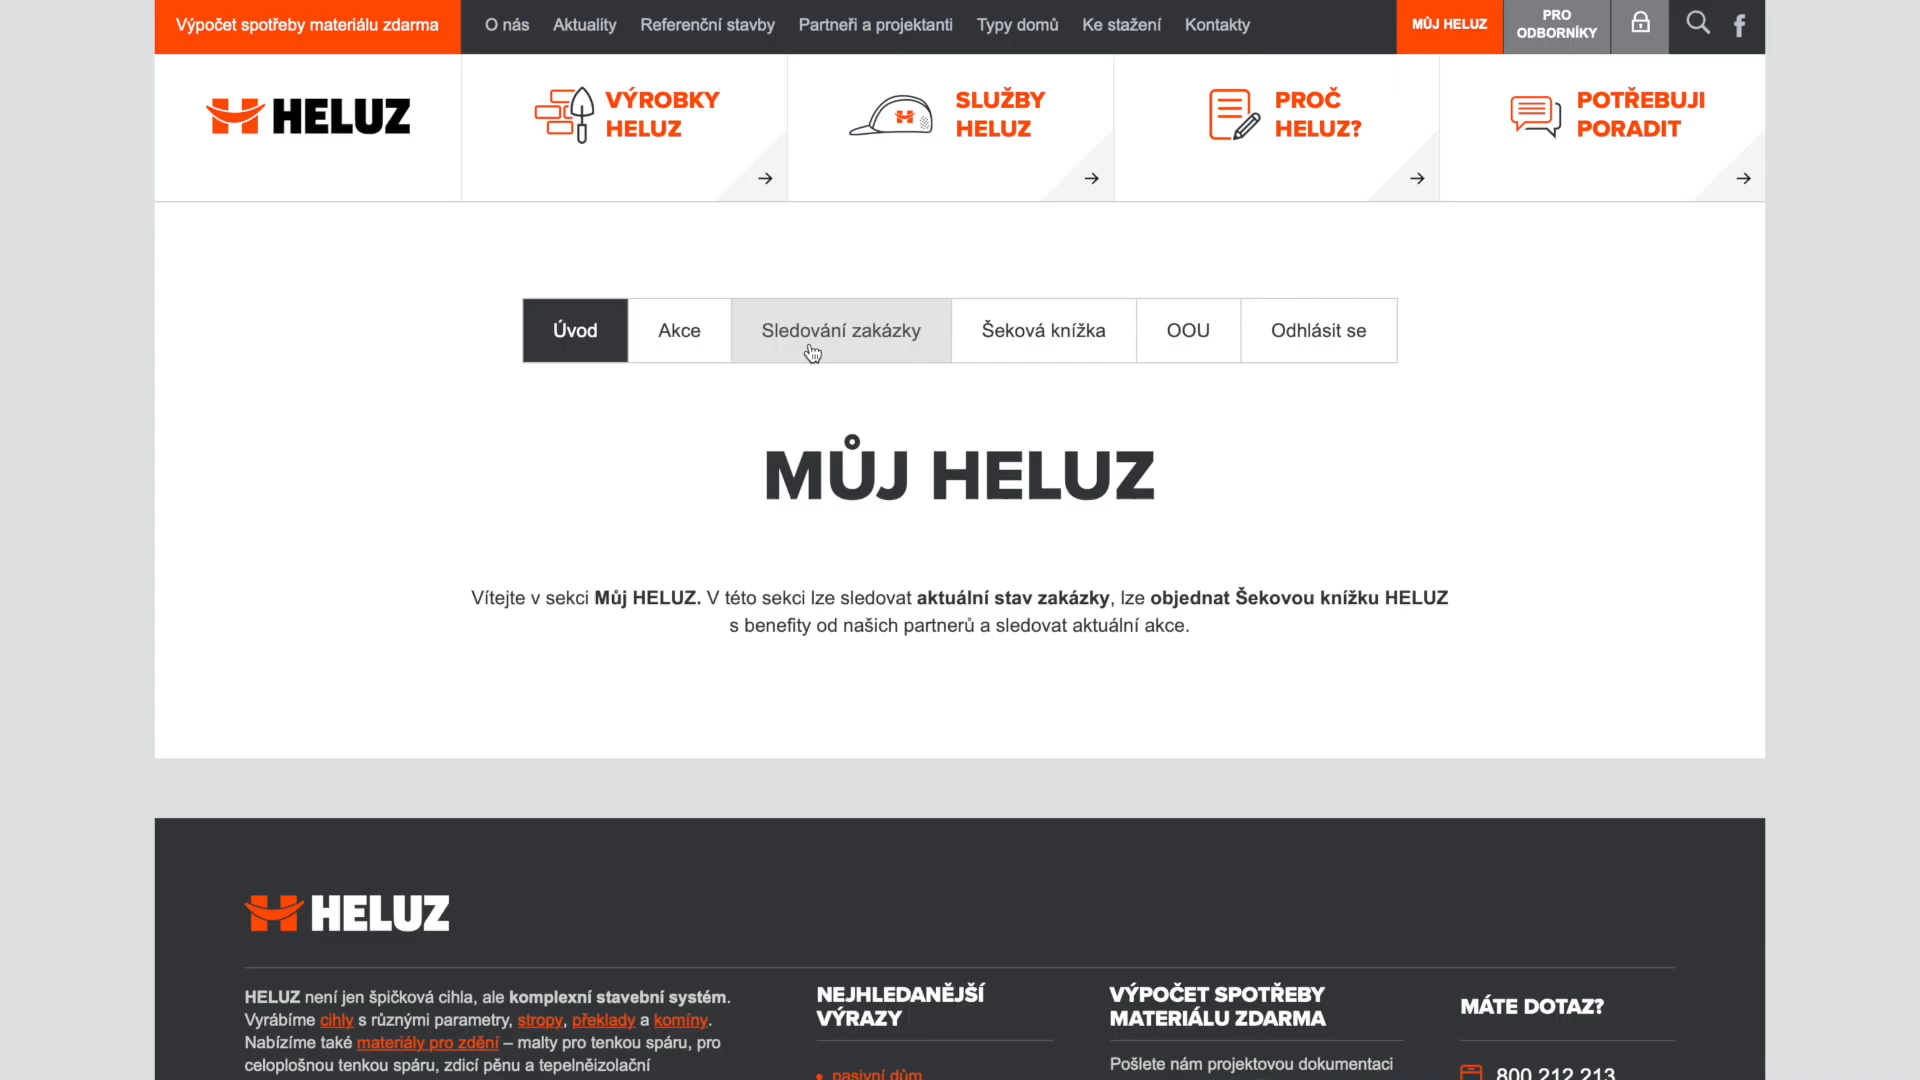 Výpočet spotřeby materiálu zdarma
O nás
Aktuality
Referenční stavby
Partneři a projektanti
Typy domů
Ke stažení
Kontakty
MŮJ HELUZ
PRO
ODBORNÍKY
HELUZ
VÝROBKY
HELUZ
SLUŽBY
HELUZ
PROČ
HELUZ?
POTŘEBUJI
PORADIT
Úvod
Akce
Sledování zakázky
Šeková knížka
OOU
Odhlásit se
MŮJ HELUZ
Vítejte v sekci Můj HELUZ. V této sekci lze sledovat aktuální stav zakázky, lze objednat Šekovou knížku HELUZ
s benefity od našich partnerů a sledovat aktuální akce.
HELUZ
HELUZ není jen špičková cihla, ale komplexní stavební systém.
Vyrábíme cihly s různými parametry, stropy, překlady a komíny.
Nabízíme také materiály pro zdění – malty pro tenkou spáru, pro
celoplošnou tenkou spáru, zdicí pěnu a tepelněizolační
NEJHLEDANĚJŠÍ
VÝRAZY
pasivní dům
VÝPOČET SPOTŘEBY
MATERIÁLU ZDARMA
Pošlete nám projektovou dokumentaci
MÁTE DOTAZ?
800 212 213